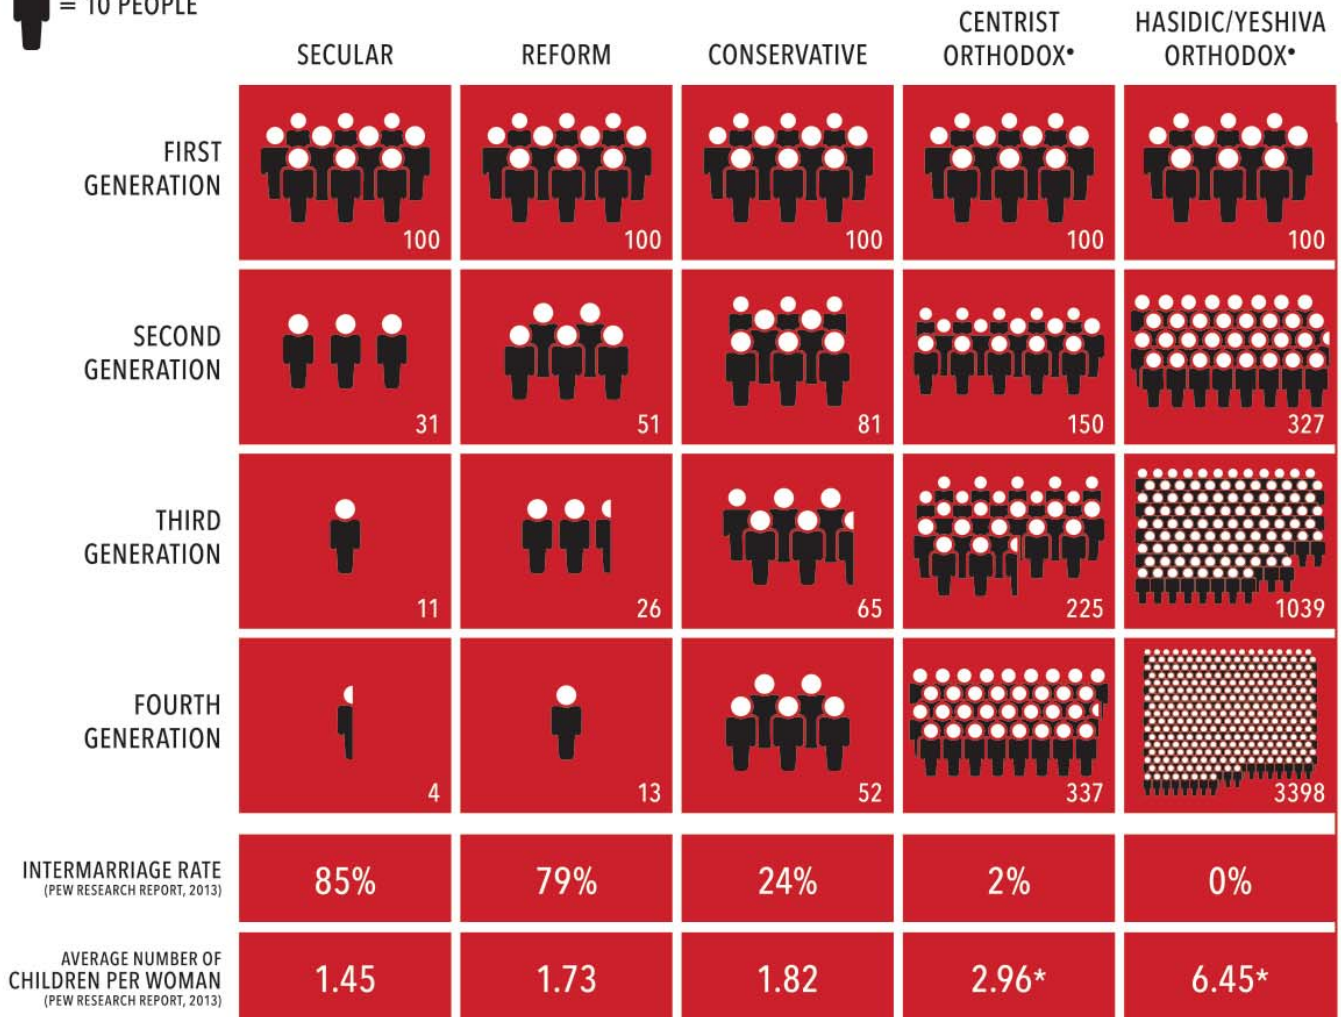 = 10 PEOPLE
SECULAR
REFORM
CONSERVATIVE
CENTRIST
ORTHODOX•
HASIDIC/YESHIVA
ORTHODOX•
FIRST
GENERATION
100
100
100
100
100
SECOND
GENERATION
31
51
81
150
327
THIRD
GENERATION
11
26
65
225
1039
FOURTH
GENERATION
4
13
52
337
3398
INTERMARRIAGE RATE
(PEW RESEARCH REPORT, 2013)
85%
79%
24%
2%
0%
AVERAGE NUMBER OF
CHILDREN PER WOMAN
(PEW RESEARCH REPORT, 2013)
1.45
1.73
1.82
2.96*
6.45*